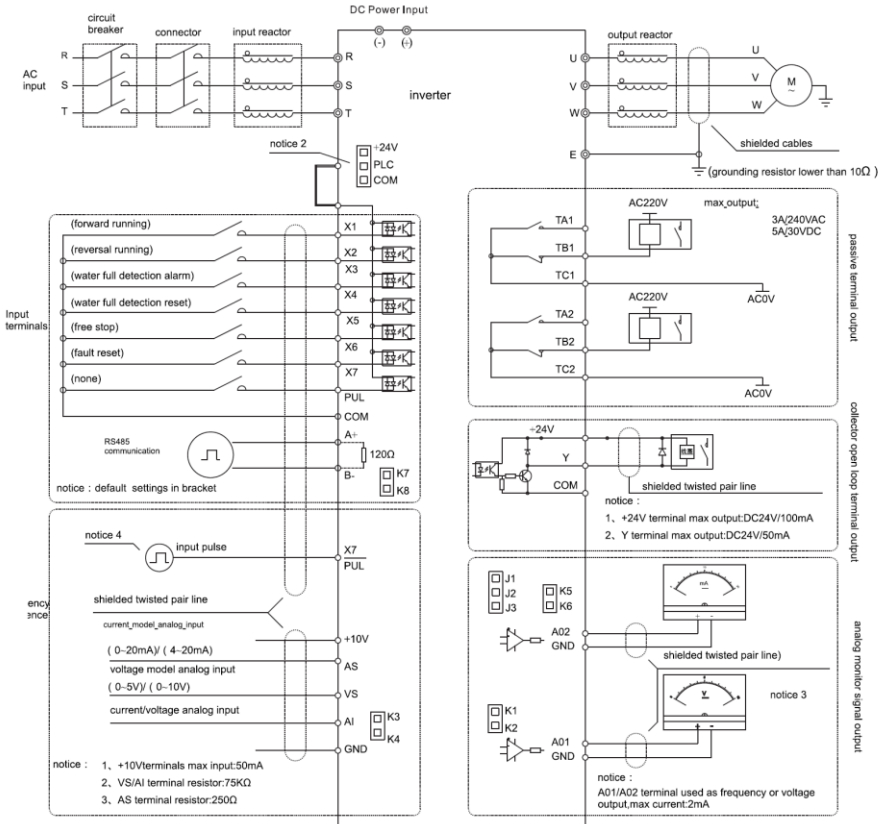 DC Power Input
(-) (+)
circuit
breaker
connector
input reactor
output reactor
AC
input
R
S
T
R
S
T
inverter
U
V
W
U
V
W
M
~
E
shielded cables
(grounding resistor lower than 10Ω )
notice 2
+24V
PLC
COM
Input
terminals
(forward running)
(reversal running)
(water full detection alarm)
(water full detection reset)
(free stop)
(fault reset)
(none)
X1
X2
X3
X4
X5
X6
X7
PUL
COM
RS485
communication
A+
B-
120Ω
K7
K8
notice : default settings in bracket
TA1
TB1
TC1
AC220V
max_output:
3A/240VAC
5A/30VDC
AC0V
TA2
TB2
TC2
AC220V
AC0V
passive terminal output
+24V
Y
COM
shielded twisted pair line
notice :
1、+24V terminal max output:DC24V/100mA
2、Y terminal max output:DC24V/50mA
collector open loop terminal output
notice 4
input pulse
X7
PUL
ency
ence
shielded twisted pair line
current_model_analog_input
( 0~20mA)/ ( 4~20mA)
voltage model analog input
( 0~5V)/ ( 0~10V)
current/voltage analog input
+10V
AS
VS
AI
GND
K3
K4
notice : 1、+10Vterminals max input:50mA
2、VS/AI terminal resistor:75KΩ
3、AS terminal resistor:250Ω
J1
J2
J3
K5
K6
mA
+ -
A02
GND
shielded twisted pair line)
notice 3
V
+ -
K1
K2
A01
GND
notice :
A01/A02 terminal used as frequency or voltage
output,max current:2mA
analog monitor signal output